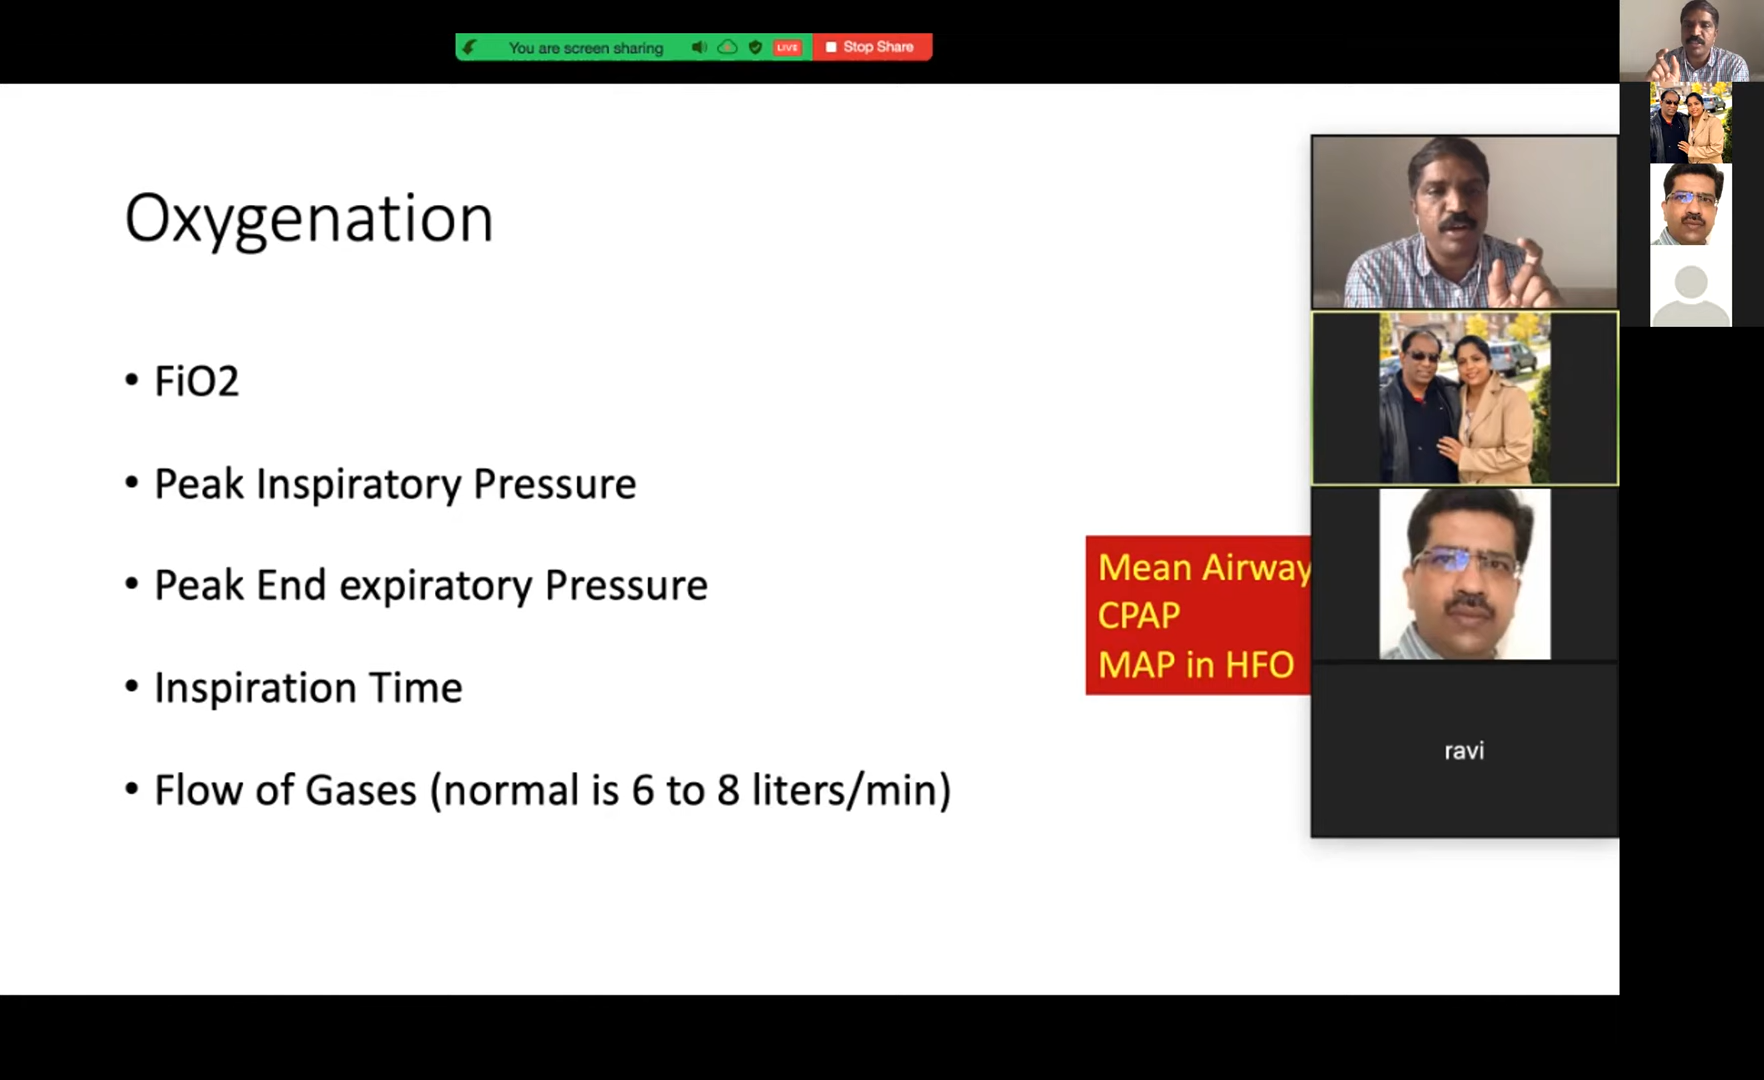 You are screen sharing
LIVE
Stop Share
Oxygenation
• FiO2
• Peak Inspiratory Pressure
• Peak End expiratory Pressure
• Inspiration Time
• Flow of Gases (normal is 6 to 8 liters/min)
Mean Airway
CPAP
MAP in HFO
ravi